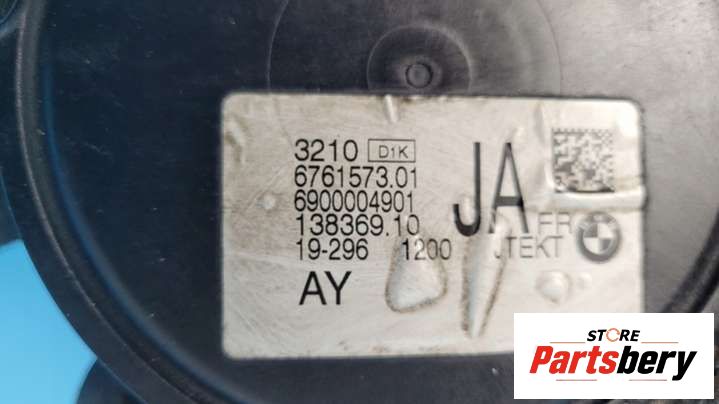 3210 D1K
6761573.01
6900004901
138369.10
19-296 1200
AY
JA
FR
JTEKT
STORE
Partsbery